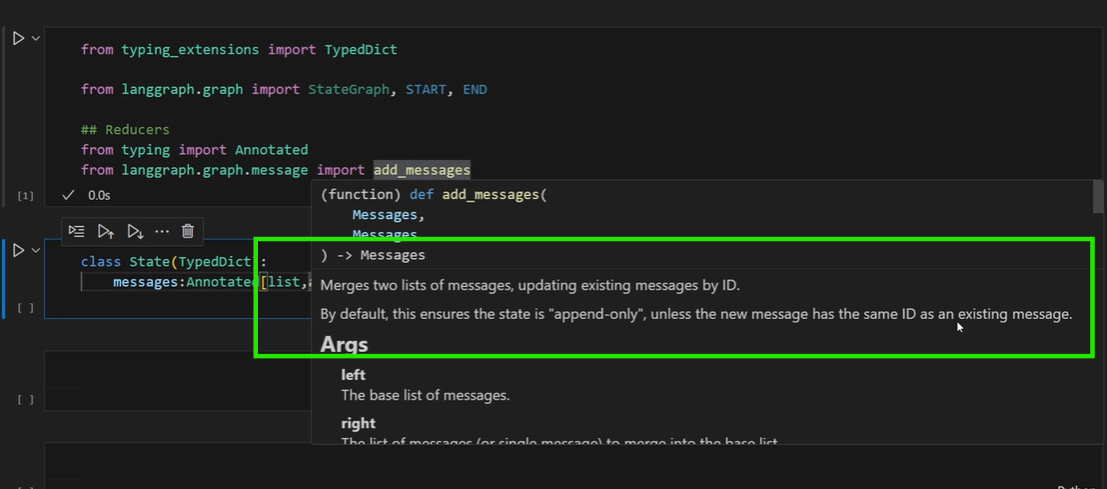 from typing_extensions import TypedDict
from langgraph.graph import StateGraph, START, END
## Reducers
from typing import Annotated
from langgraph.graph.message import add_messages
[1]
0.0s
(function) def add_messages(
Messages,
Messages
) -> Messages
class State(TypedDict):
messages:Annotated[list,
[ ]
Merges two lists of messages, updating existing messages by ID.
By default, this ensures the state is "append-only", unless the new message has the same ID as an existing message.
Args
left
The base list of messages.
[ ]
right
The list of messages (or single message) to merge into the base list
Python